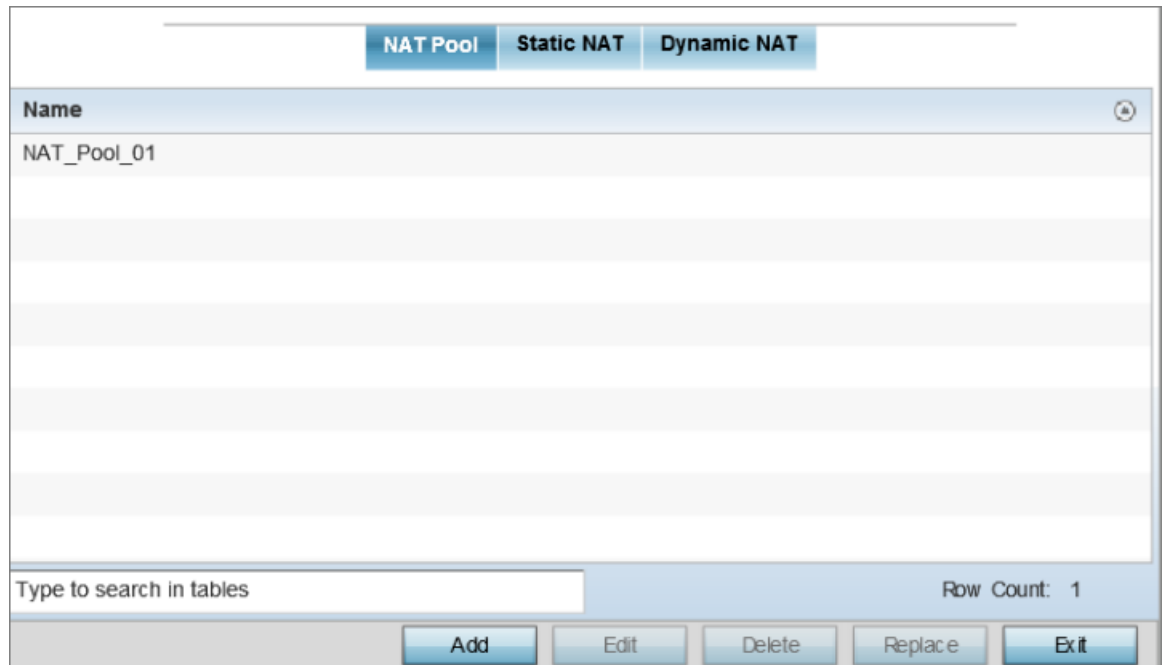 NAT Pool Static NAT Dynamic NAT
Name
NAT_Pool_01
Type to search in tables Row Count: 1
Add Edit Delete Replace Exit